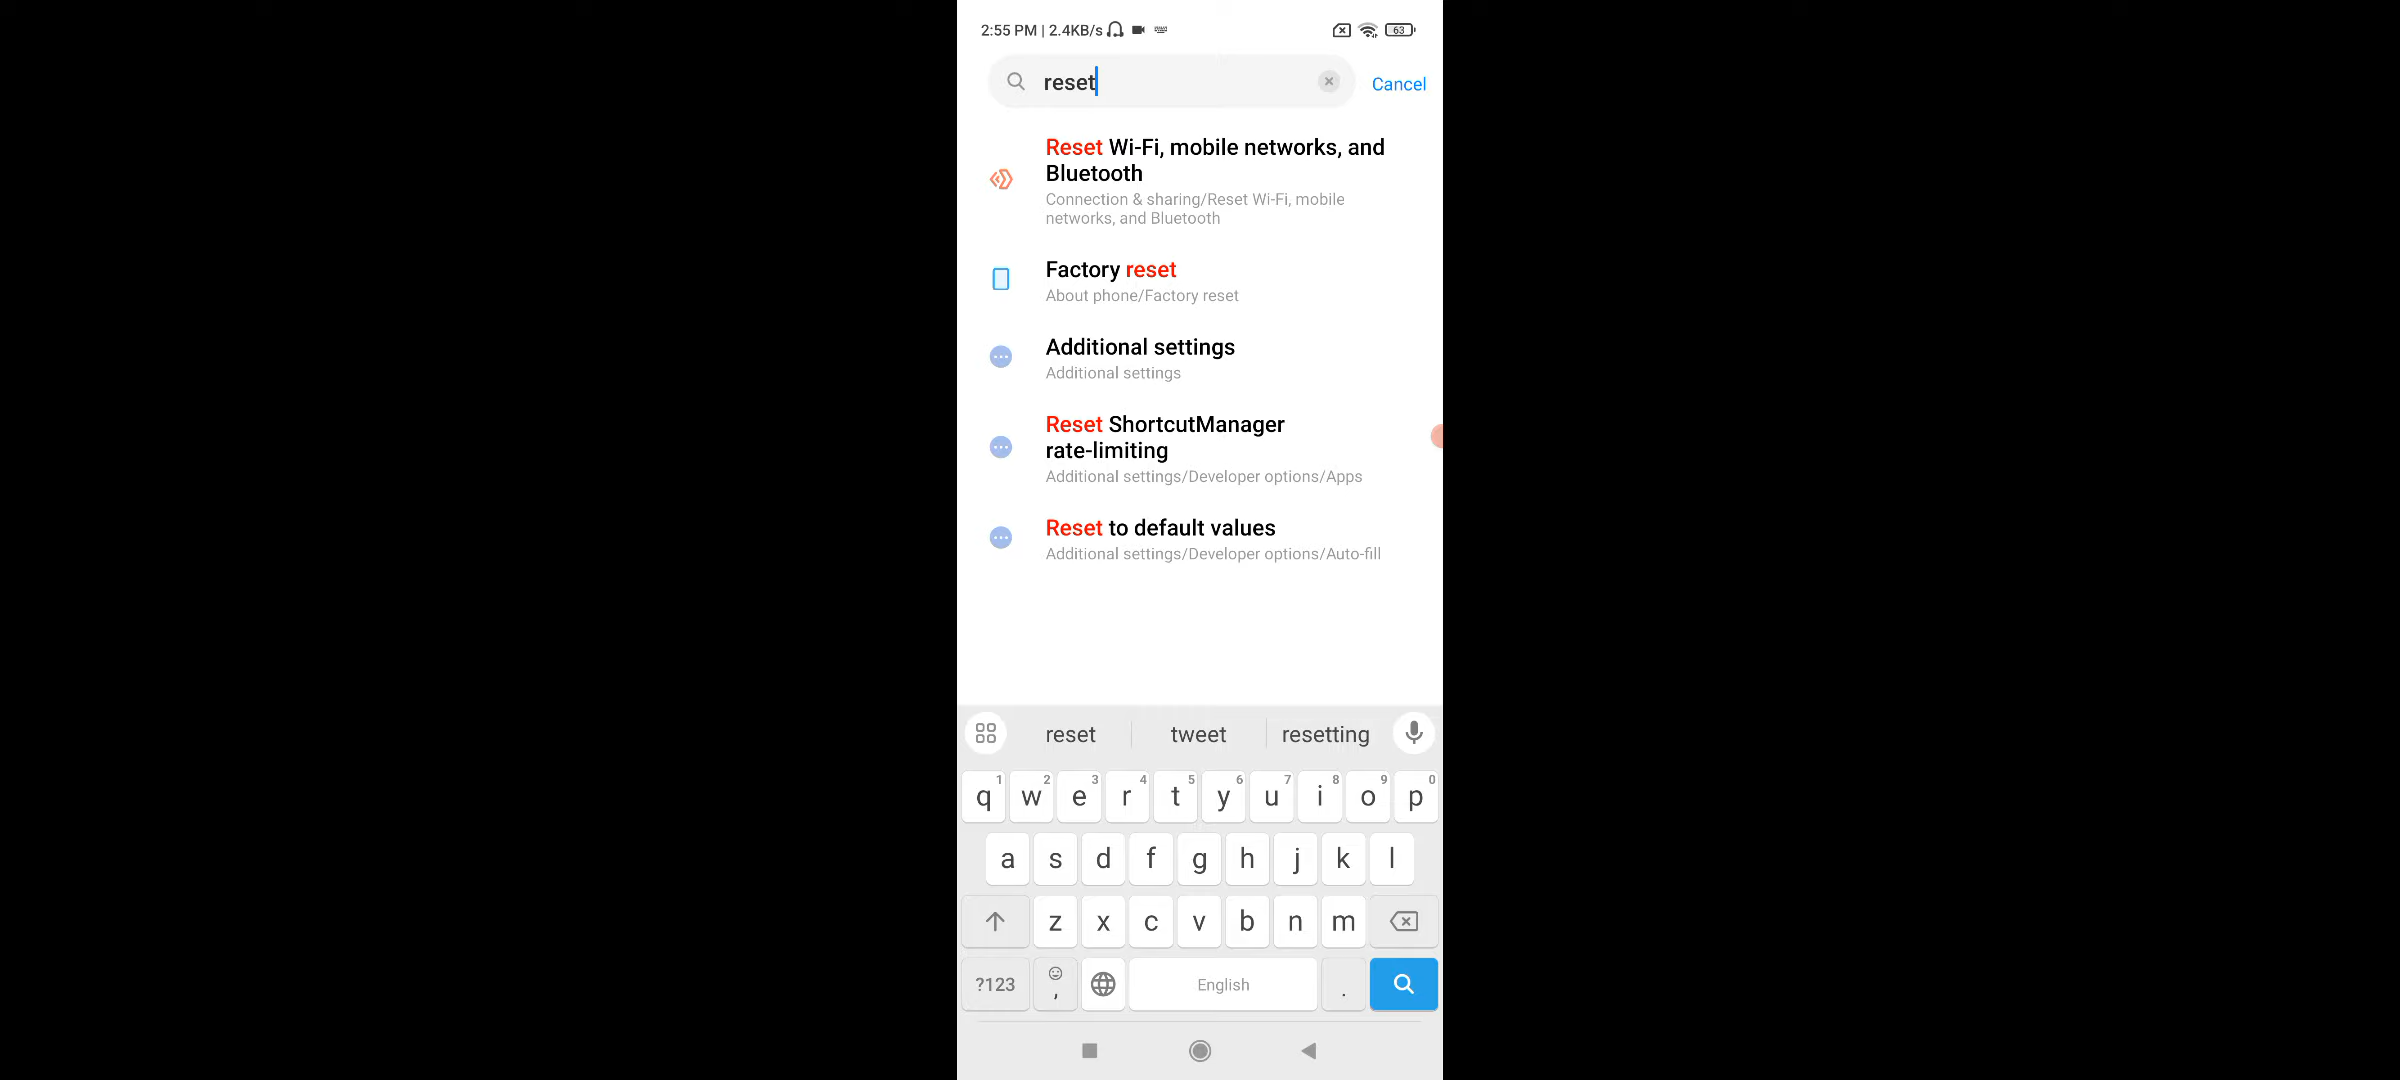 2:55 PM | 2.4KB/s 63
reset
Cancel
Reset Wi-Fi, mobile networks, and
Bluetooth
Connection & sharing/Reset Wi-Fi, mobile
networks, and Bluetooth
Factory reset
About phone/Factory reset
Additional settings
Additional settings
Reset ShortcutManager
rate-limiting
Additional settings/Developer options/Apps
Reset to default values
Additional settings/Developer options/Auto-fill
reset tweet resetting
1 2 3 4 5 6 7 8 9 0
q w e r t y u i o p
a s d f g h j k l
z x c v b n m
?123 , English .